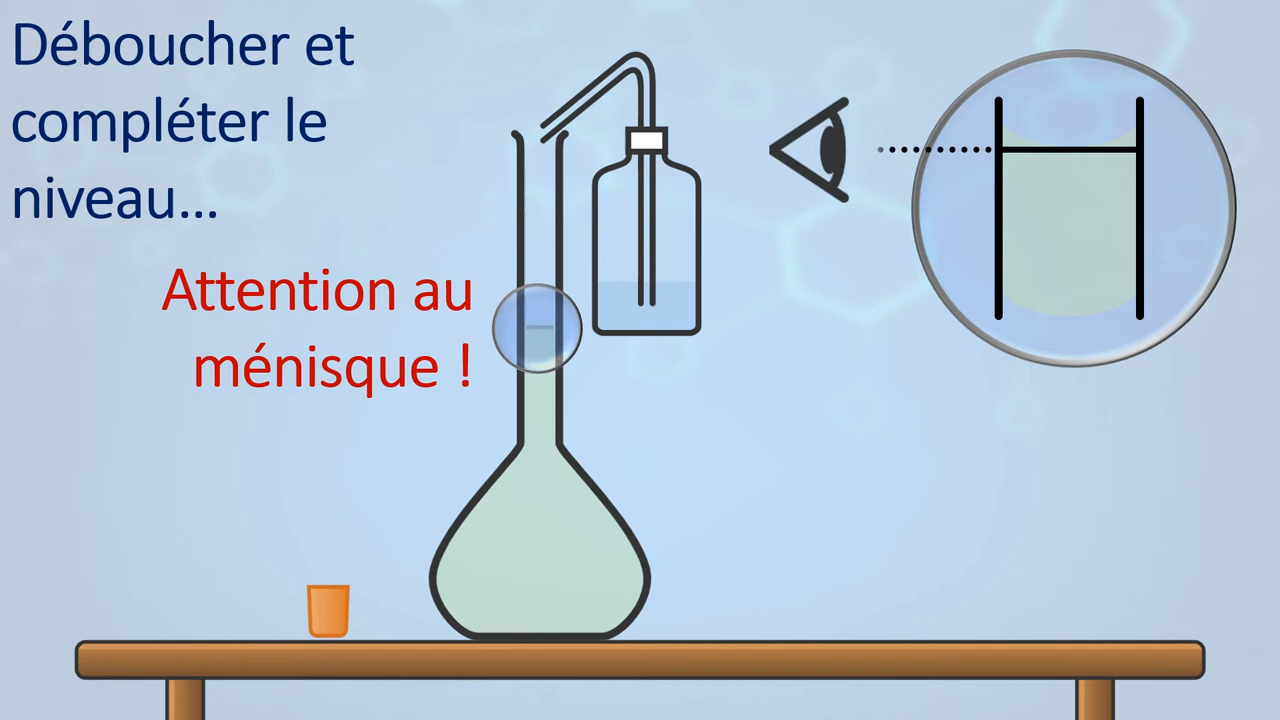 Déboucher et
compléter le
niveau…
Attention au
ménisque !